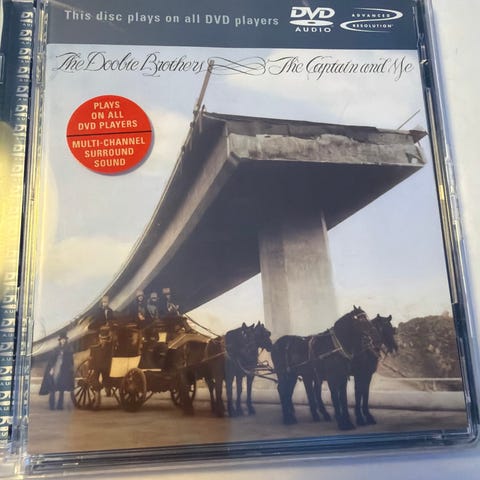 This disc plays on all DVD players
DVD
AUDIO
ADVANCED
RESOLUTION
The Doobie Brothers
The Captain and Me
PLAYS
ON ALL
DVD PLAYERS
MULTI-CHANNEL
SURROUND
SOUND